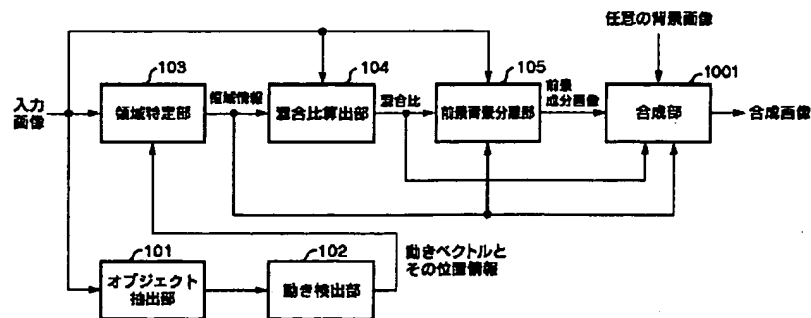 任意の背景画像
103
104
105
1001
入力
画像
領域特定部
領域情報
混合比算出部
混合比
前景背景分離部
前景
成分画像
合成部
合成画像
101
102
動きベクトルと
その位置情報
オブジェクト
抽出部
動き検出部